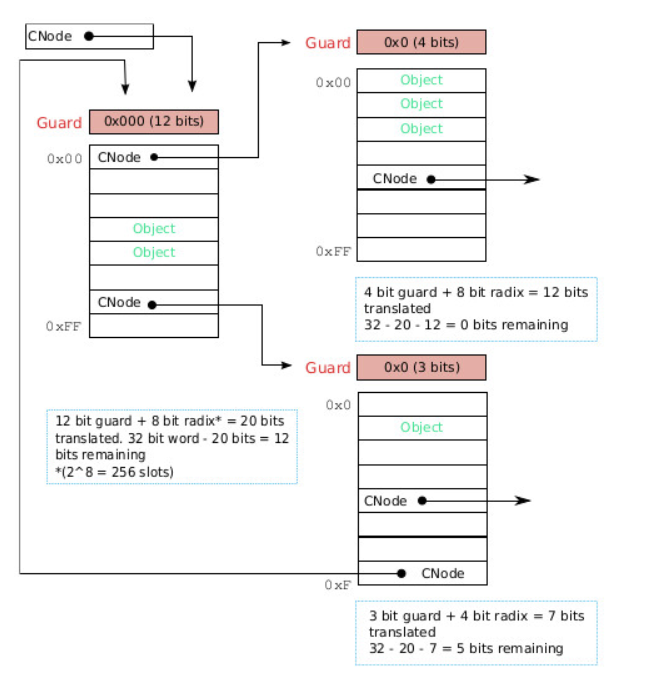 CNode
Guard 0x000 (12 bits)
0x00 CNode
Object
Object
CNode
0xFF
12 bit guard + 8 bit radix* = 20 bits
translated. 32 bit word - 20 bits = 12
bits remaining
*(2^8 = 256 slots)
Guard 0x0 (4 bits)
0x00 Object
Object
Object
CNode
0xFF
4 bit guard + 8 bit radix = 12 bits
translated
32 - 20 - 12 = 0 bits remaining
Guard 0x0 (3 bits)
0x0
Object
CNode
CNode
0xF
3 bit guard + 4 bit radix = 7 bits
translated
32 - 20 - 7 = 5 bits remaining